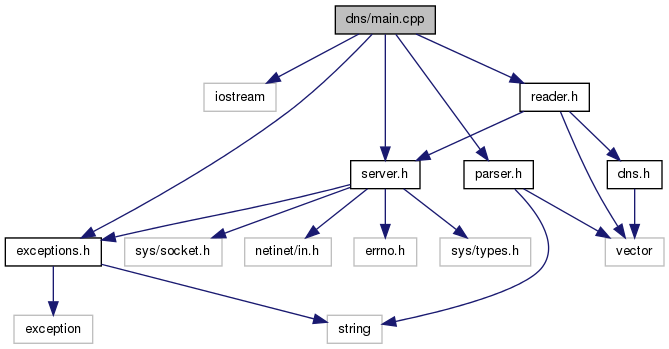 dns/main.cpp
iostream
reader.h
server.h
parser.h
dns.h
exceptions.h
sys/socket.h
netinet/in.h
errno.h
sys/types.h
vector
exception
string